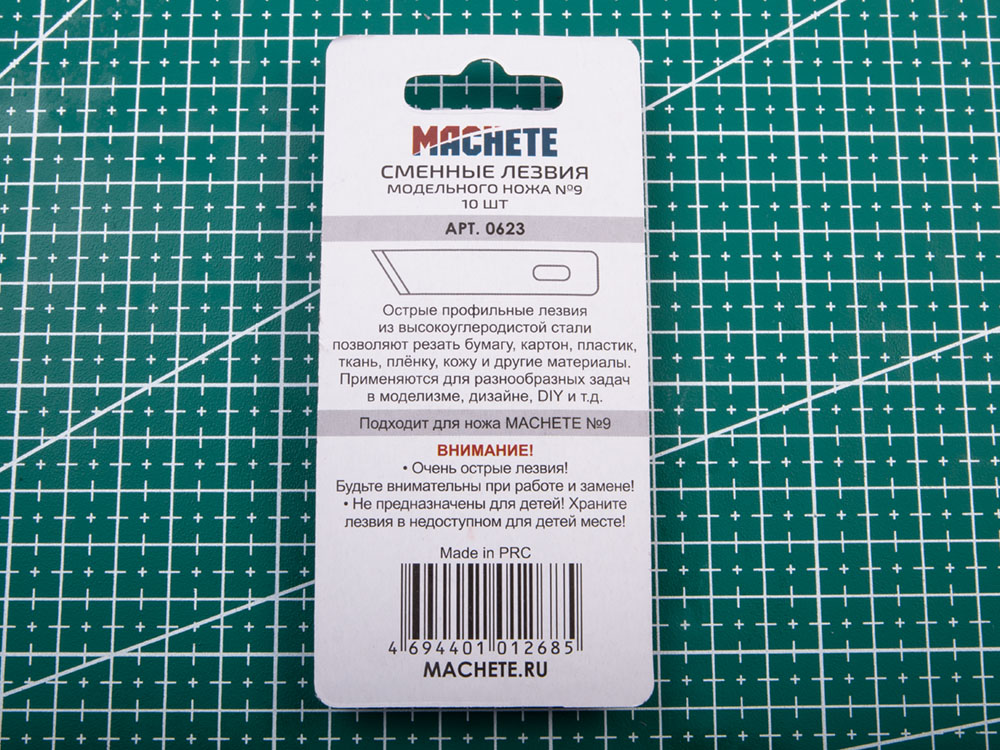 MACHETE
СМЕННЫЕ ЛЕЗВИЯ
МОДЕЛЬНОГО НОЖА №9
10 ШТ
АРТ. 0623
Острые профильные лезвия
из высокоуглеродистой стали
позволяют резать бумагу, картон, пластик,
ткань, плёнку, кожу и другие материалы.
Применяются для разнообразных задач
в моделизме, дизайне, DIY и т.д.
Подходит для ножа MACHETE №9
ВНИМАНИЕ!
• Очень острые лезвия!
Будьте внимательны при работе и замене!
• Не предназначены для детей! Храните
лезвия в недоступном для детей месте!
Made in PRC
4 694401 012685
MACHETE.RU